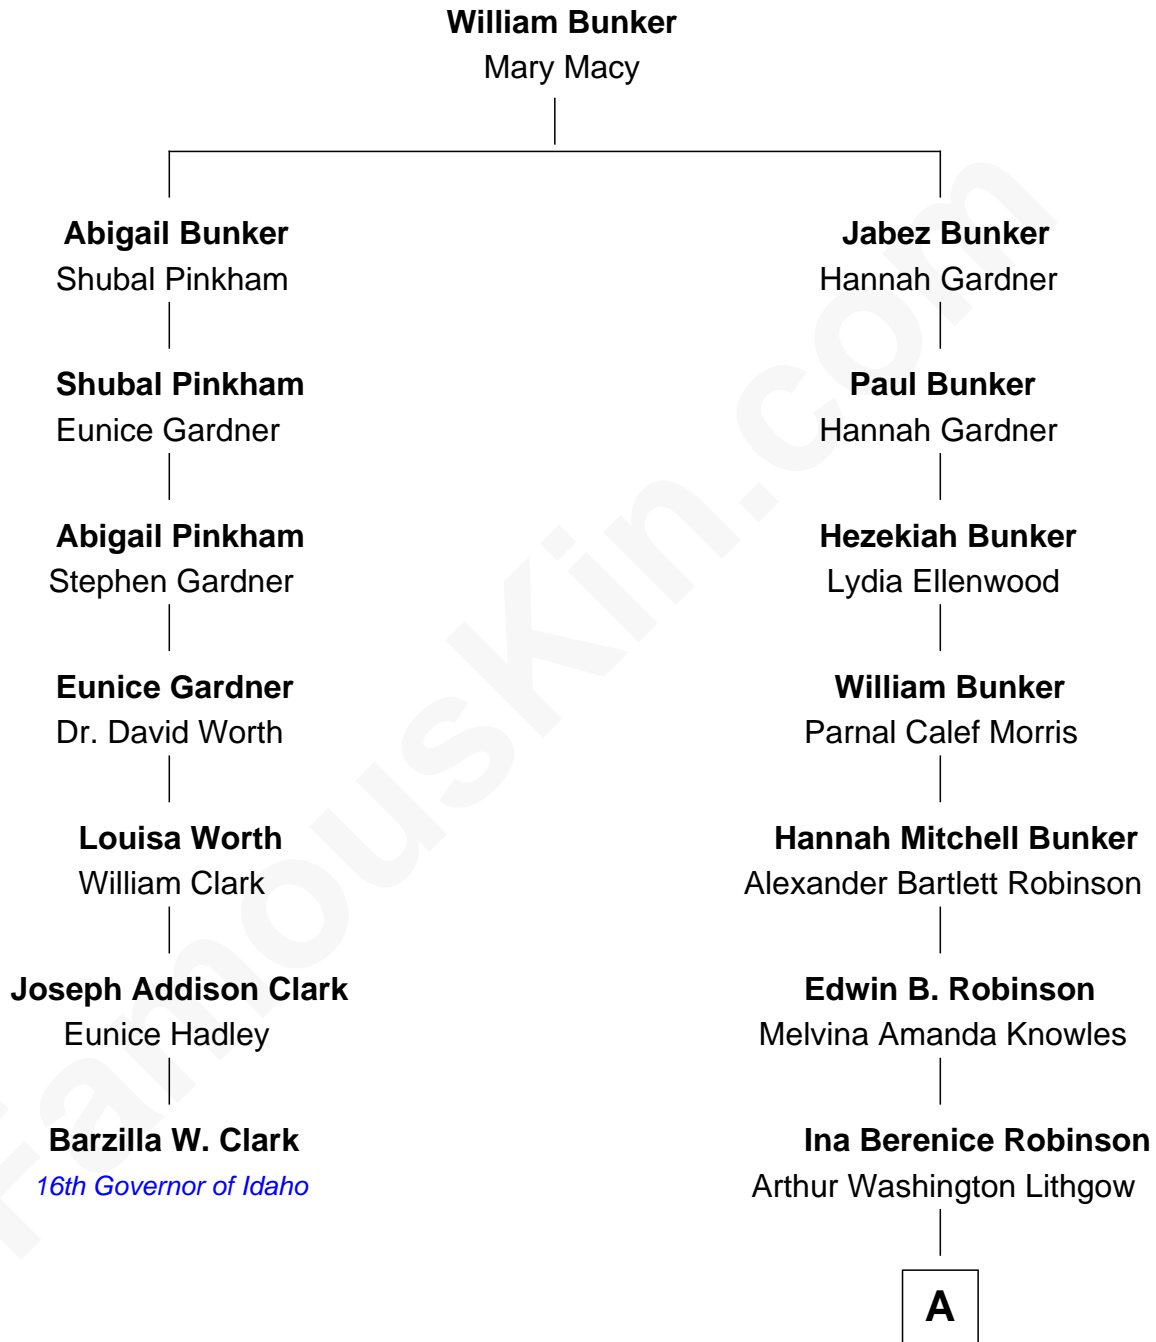 William Bunker
Mary Macy
Abigail Bunker
Shubal Pinkham
Jabez Bunker
Hannah Gardner
Shubal Pinkham
Eunice Gardner
Paul Bunker
Hannah Gardner
Abigail Pinkham
Stephen Gardner
Hezekiah Bunker
Lydia Ellenwood
Eunice Gardner
Dr. David Worth
William Bunker
Parnal Calef Morris
Louisa Worth
William Clark
Hannah Mitchell Bunker
Alexander Bartlett Robinson
Joseph Addison Clark
Eunice Hadley
Edwin B. Robinson
Melvina Amanda Knowles
Barzilla W. Clark
16th Governor of Idaho
Ina Berenice Robinson
Arthur Washington Lithgow
A
FamousKin.com